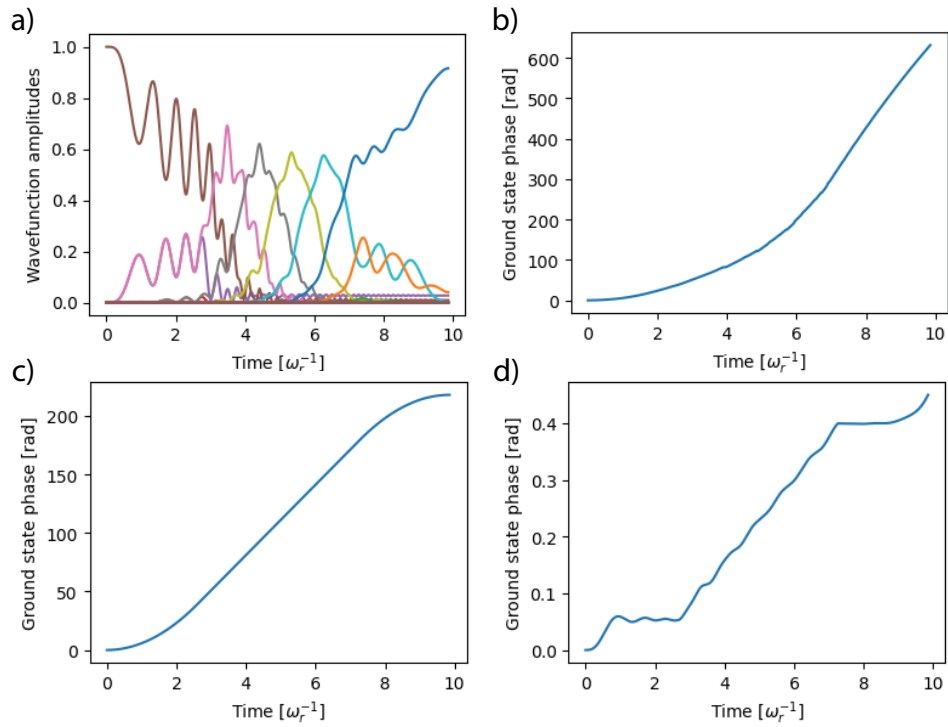 a)
Wavefunction amplitudes
1.0
0.8
0.6
0.4
0.2
0.0
0 2 4 6 8 10
Time [ω_r^{-1}]
b)
Ground state phase [rad]
600
500
400
300
200
100
0
0 2 4 6 8 10
Time [ω_r^{-1}]
c)
Ground state phase [rad]
200
150
100
50
0
0 2 4 6 8 10
Time [ω_r^{-1}]
d)
Ground state phase [rad]
0.4
0.3
0.2
0.1
0.0
0 2 4 6 8 10
Time [ω_r^{-1}]